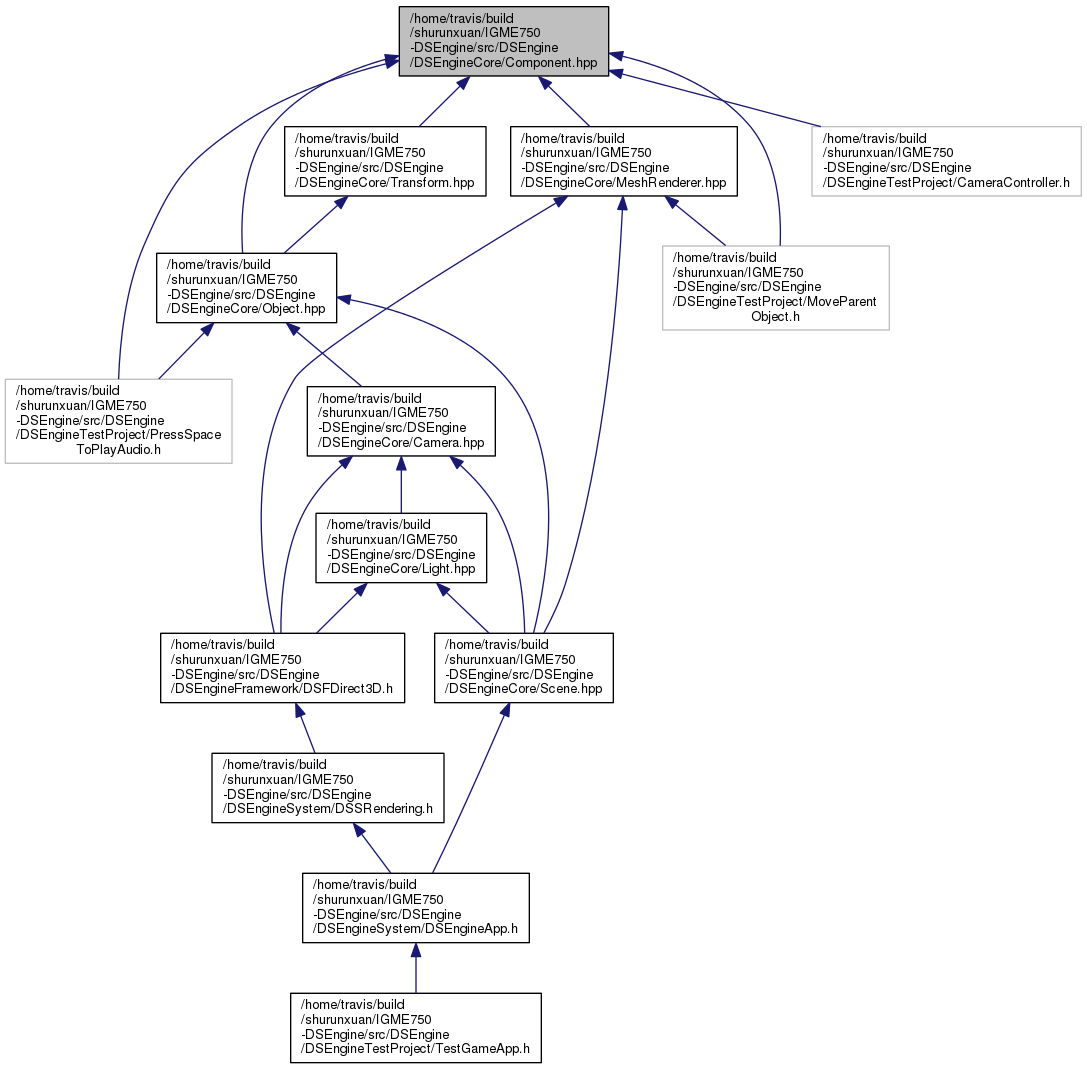 /home/travis/build
/shurunxuan/IGME750
-DSEngine/src/DSEngine
/DSEngineCore/Component.hpp
/home/travis/build
/shurunxuan/IGME750
-DSEngine/src/DSEngine
/DSEngineCore/Transform.hpp
/home/travis/build
/shurunxuan/IGME750
-DSEngine/src/DSEngine
/DSEngineCore/MeshRenderer.hpp
/home/travis/build
/shurunxuan/IGME750
-DSEngine/src/DSEngine
/DSEngineTestProject/CameraController.h
/home/travis/build
/shurunxuan/IGME750
-DSEngine/src/DSEngine
/DSEngineCore/Object.hpp
/home/travis/build
/shurunxuan/IGME750
-DSEngine/src/DSEngine
/DSEngineTestProject/MoveParent
Object.h
/home/travis/build
/shurunxuan/IGME750
-DSEngine/src/DSEngine
/DSEngineTestProject/PressSpace
ToPlayAudio.h
/home/travis/build
/shurunxuan/IGME750
-DSEngine/src/DSEngine
/DSEngineCore/Camera.hpp
/home/travis/build
/shurunxuan/IGME750
-DSEngine/src/DSEngine
/DSEngineCore/Light.hpp
/home/travis/build
/shurunxuan/IGME750
-DSEngine/src/DSEngine
/DSEngineFramework/DSFDirect3D.h
/home/travis/build
/shurunxuan/IGME750
-DSEngine/src/DSEngine
/DSEngineCore/Scene.hpp
/home/travis/build
/shurunxuan/IGME750
-DSEngine/src/DSEngine
/DSEngineSystem/DSSRendering.h
/home/travis/build
/shurunxuan/IGME750
-DSEngine/src/DSEngine
/DSEngineSystem/DSEngineApp.h
/home/travis/build
/shurunxuan/IGME750
-DSEngine/src/DSEngine
/DSEngineTestProject/TestGameApp.h